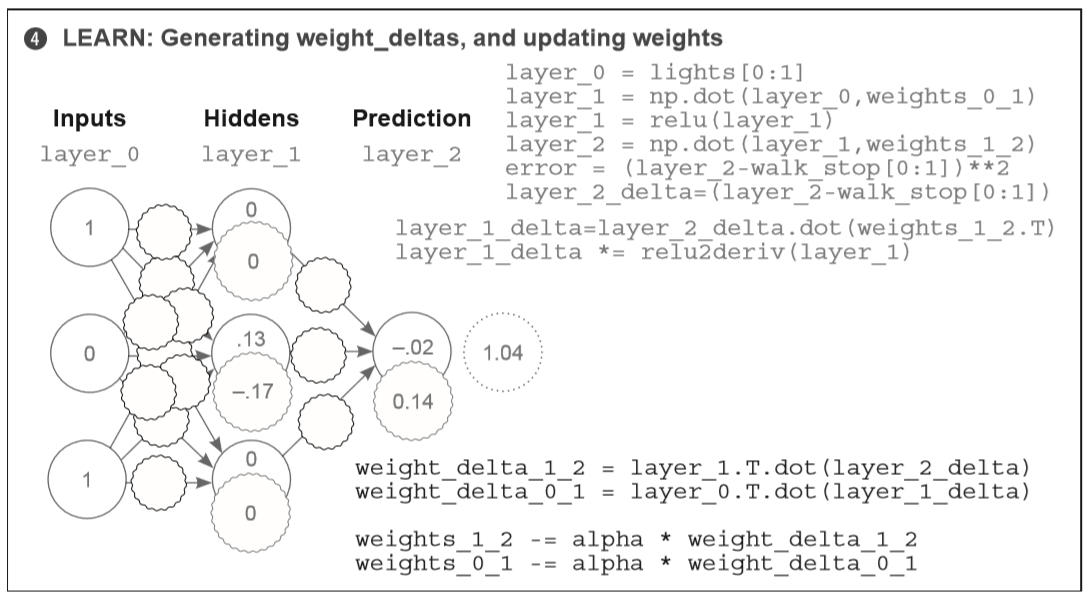 4 LEARN: Generating weight_deltas, and updating weights
layer_0 = lights[0:1]
layer_1 = np.dot(layer_0,weights_0_1)
layer_1 = relu(layer_1)
layer_2 = np.dot(layer_1,weights_1_2)
error = (layer_2-walk_stop[0:1])**2
layer_2_delta=(layer_2-walk_stop[0:1])
layer_1_delta=layer_2_delta.dot(weights_1_2.T)
layer_1_delta *= relu2deriv(layer_1)
Inputs
layer_0
Hiddens
layer_1
Prediction
layer_2
1
0
1
0
0
.13
–.17
0
0
–.02
0.14
1.04
weight_delta_1_2 = layer_1.T.dot(layer_2_delta)
weight_delta_0_1 = layer_0.T.dot(layer_1_delta)
weights_1_2 -= alpha * weight_delta_1_2
weights_0_1 -= alpha * weight_delta_0_1